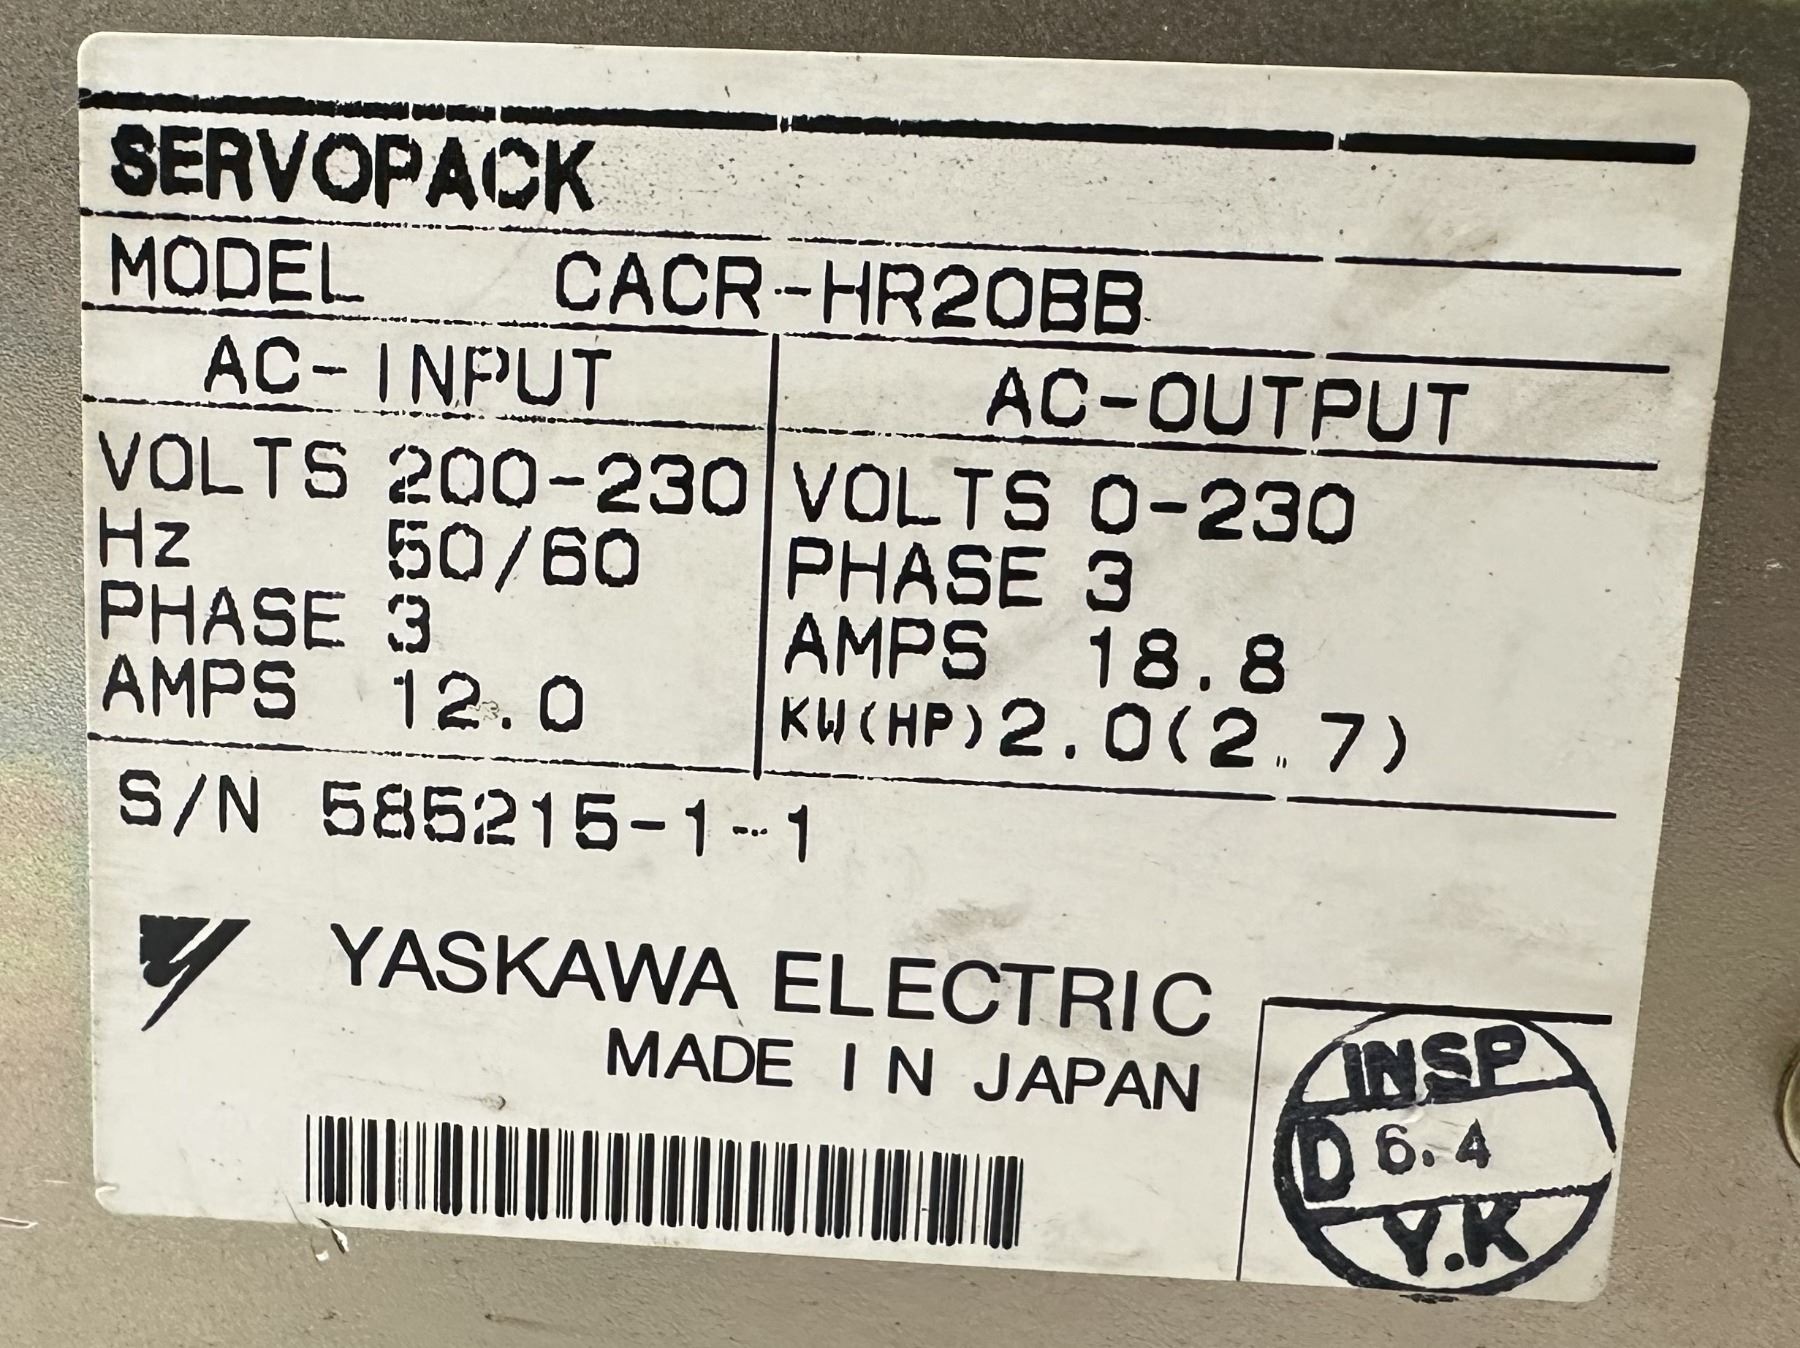 SERVOPACK
MODEL CACR-HR20BB
AC-INPUT
VOLTS 200-230
Hz 50/60
PHASE 3
AMPS 12.0
AC-OUTPUT
VOLTS 0-230
PHASE 3
AMPS 18.8
KW(HP)2.0(2.7)
S/N 585215-1-1
YASKAWA ELECTRIC
MADE IN JAPAN
INSP
D 6.4
Y.K